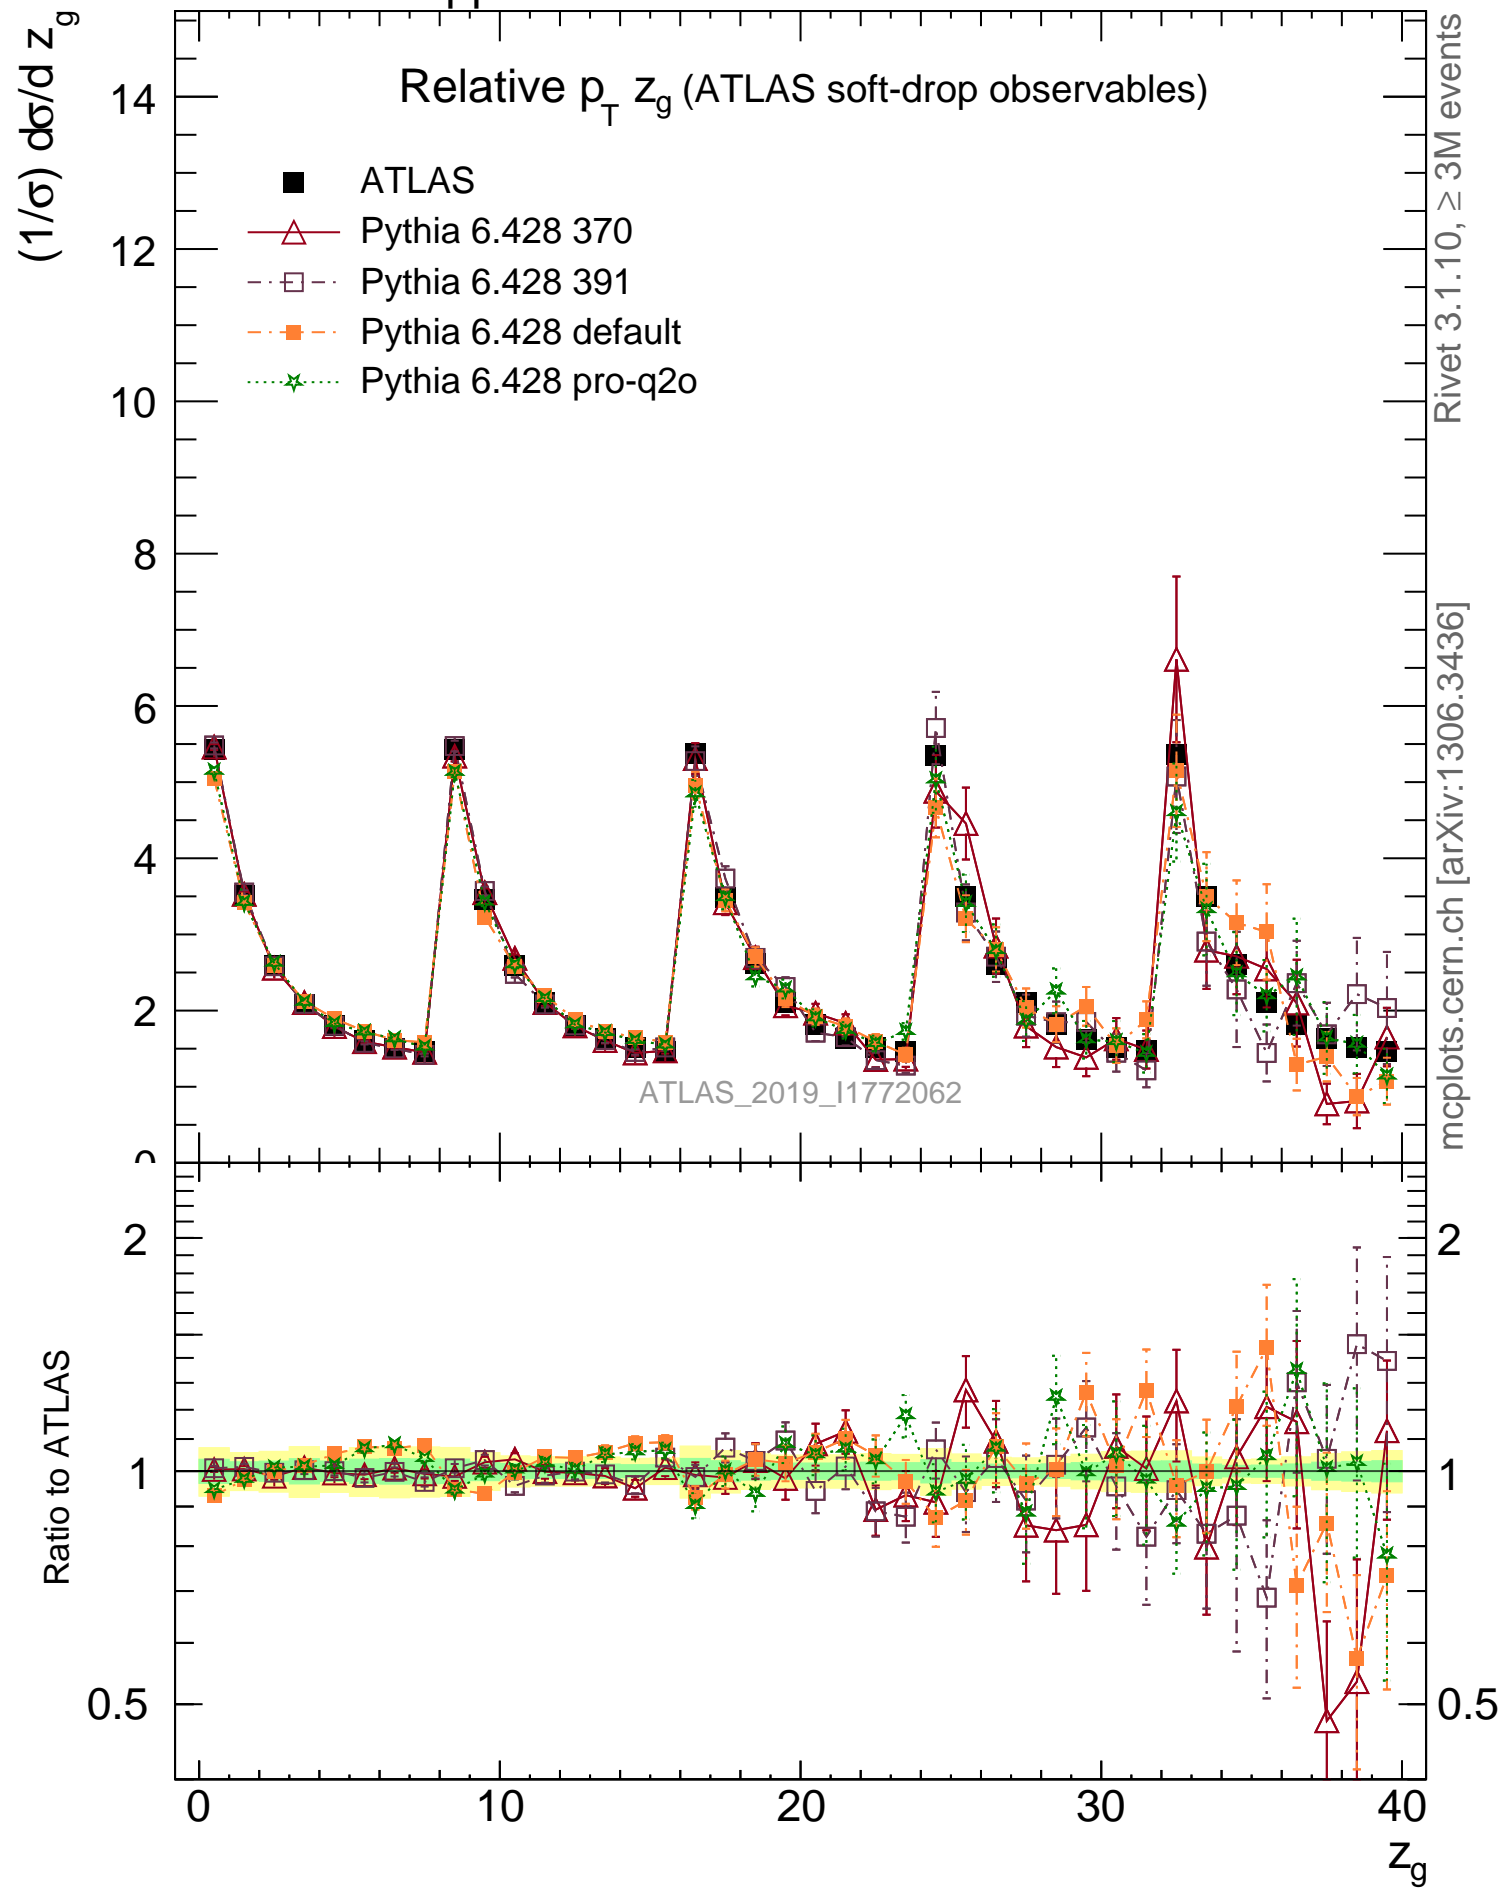 Relative p_T z_g (ATLAS soft-drop observables)
(1/σ) dσ/d z_g
ATLAS
Pythia 6.428 370
Pythia 6.428 391
Pythia 6.428 default
Pythia 6.428 pro-q2o
14
12
10
8
6
4
2
0
ATLAS_2019_I1772062
Rivet 3.1.10, ≥ 3M events
mcplots.cern.ch [arXiv:1306.3436]
Ratio to ATLAS
2
1
0.5
2
1
0.5
0 10 20 30 40
z_g